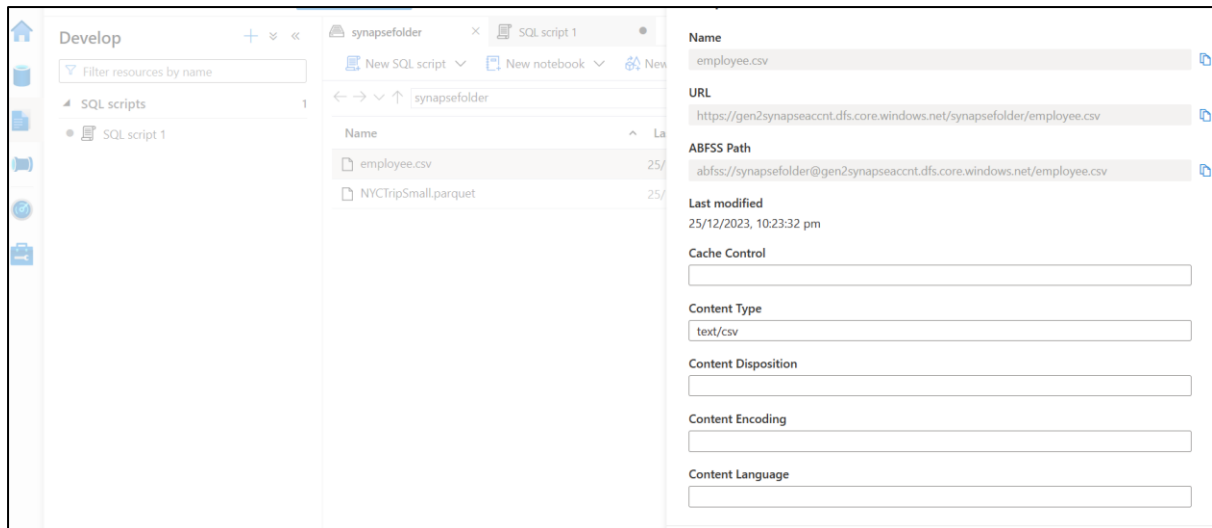 Develop
Filter resources by name
SQL scripts 1
SQL script 1
synapsefolder
SQL script 1
New SQL script
New notebook
New
synapsefolder
Name
La
employee.csv
25/
NYCTripSmall.parquet
25/
Name
employee.csv
URL
https://gen2synapseaccnt.dfs.core.windows.net/synapsefolder/employee.csv
ABFSS Path
abfss://synapsefolder@gen2synapseaccnt.dfs.core.windows.net/employee.csv
Last modified
25/12/2023, 10:23:32 pm
Cache Control
Content Type
text/csv
Content Disposition
Content Encoding
Content Language